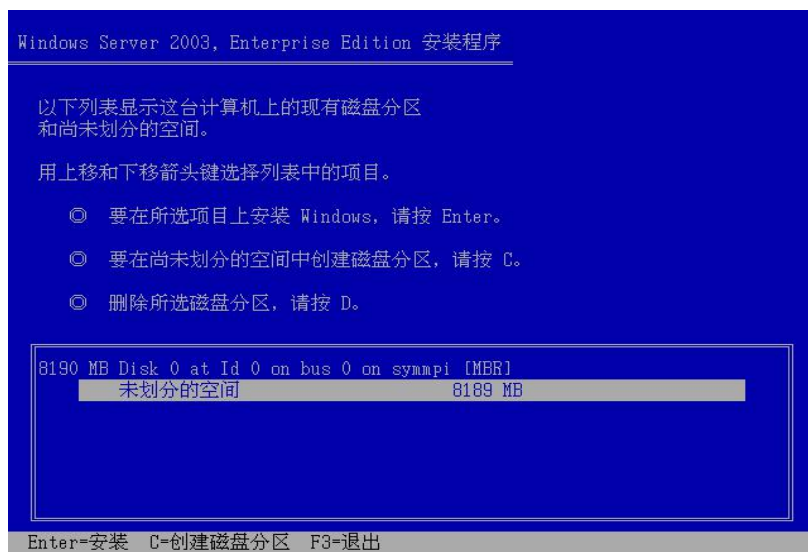 Windows Server 2003, Enterprise Edition 安装程序
以下列表显示这台计算机上的现有磁盘分区
和尚未划分的空间。
用上移和下移箭头键选择列表中的项目。
◎ 要在所选项目上安装 Windows，请按 Enter。
◎ 要在尚未划分的空间中创建磁盘分区，请按 C。
◎ 删除所选磁盘分区，请按 D。
8190 MB Disk 0 at Id 0 on bus 0 on symmpi [MBR]
未划分的空间 8189 MB
Enter=安装 C=创建磁盘分区 F3=退出